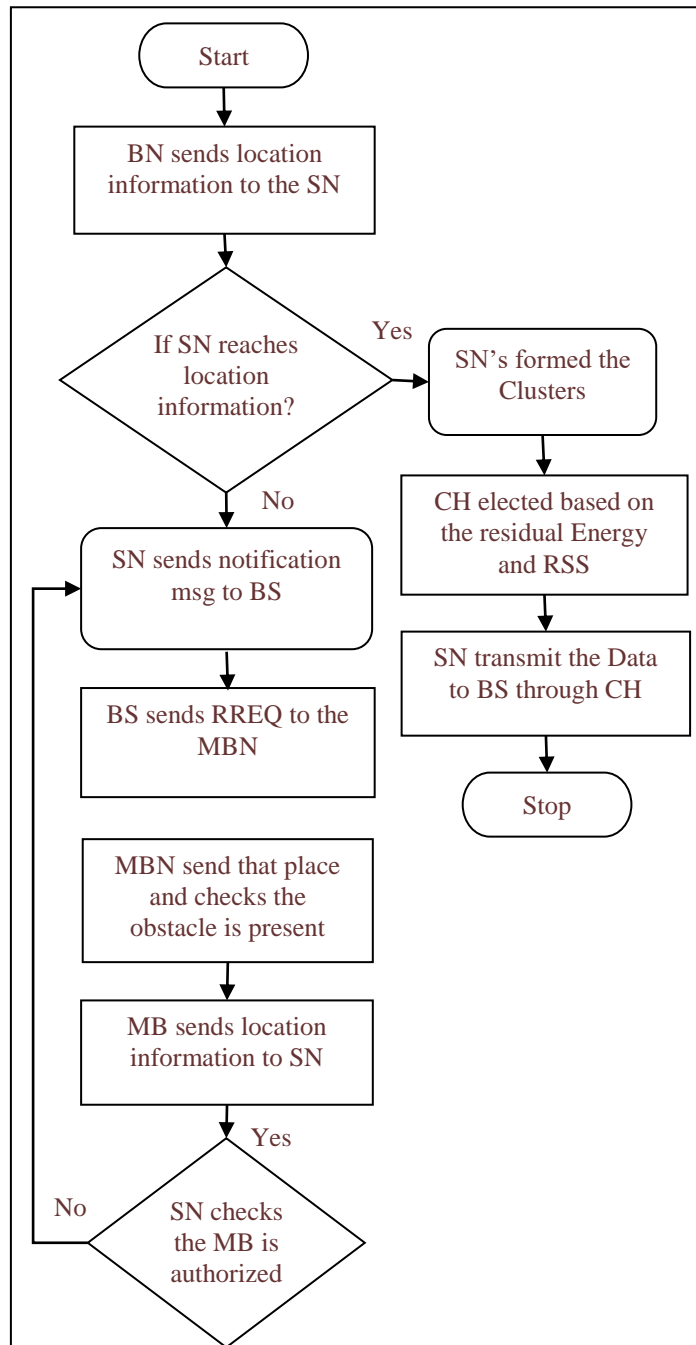 Start
BN sends location
information to the SN
If SN reaches
location
information?
Yes
SN's formed the
Clusters
No
CH elected based on
the residual Energy
and RSS
SN sends notification
msg to BS
SN transmit the Data
to BS through CH
BS sends RREQ to the
MBN
Stop
MBN send that place
and checks the
obstacle is present
MB sends location
information to SN
Yes
No
SN checks
the MB is
authorized